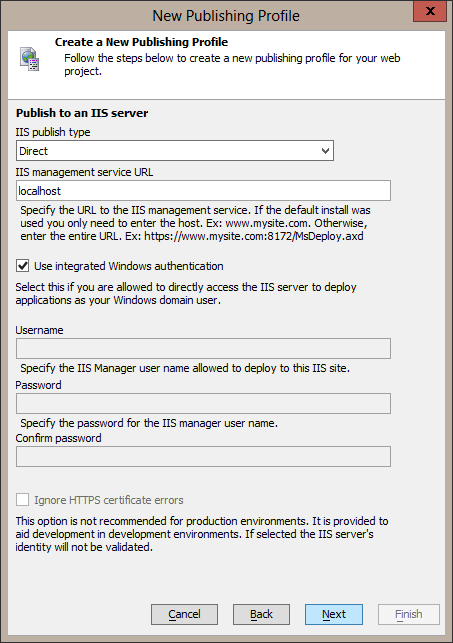 New Publishing Profile
x
Create a New Publishing Profile
Follow the steps below to create a new publishing profile for your web
project.
Publish to an IIS server
IIS publish type
Direct
IIS management service URL
localhost
Specify the URL to the IIS management service. If the default install was
used you only need to enter the host. Ex: www.mysite.com. Otherwise,
enter the entire URL. Ex: https://www.mysite.com:8172/MsDeploy.axd
Use integrated Windows authentication
Select this if you are allowed to directly access the IIS server to deploy
applications as your Windows domain user.
Username
Specify the IIS Manager user name allowed to deploy to this IIS site.
Password
Specify the password for the IIS manager user name.
Confirm password
Ignore HTTPS certificate errors
This option is not recommended for production environments. It is provided to
aid development in development environments. If selected the IIS server's
identity will not be validated.
Cancel
Back
Next
Finish